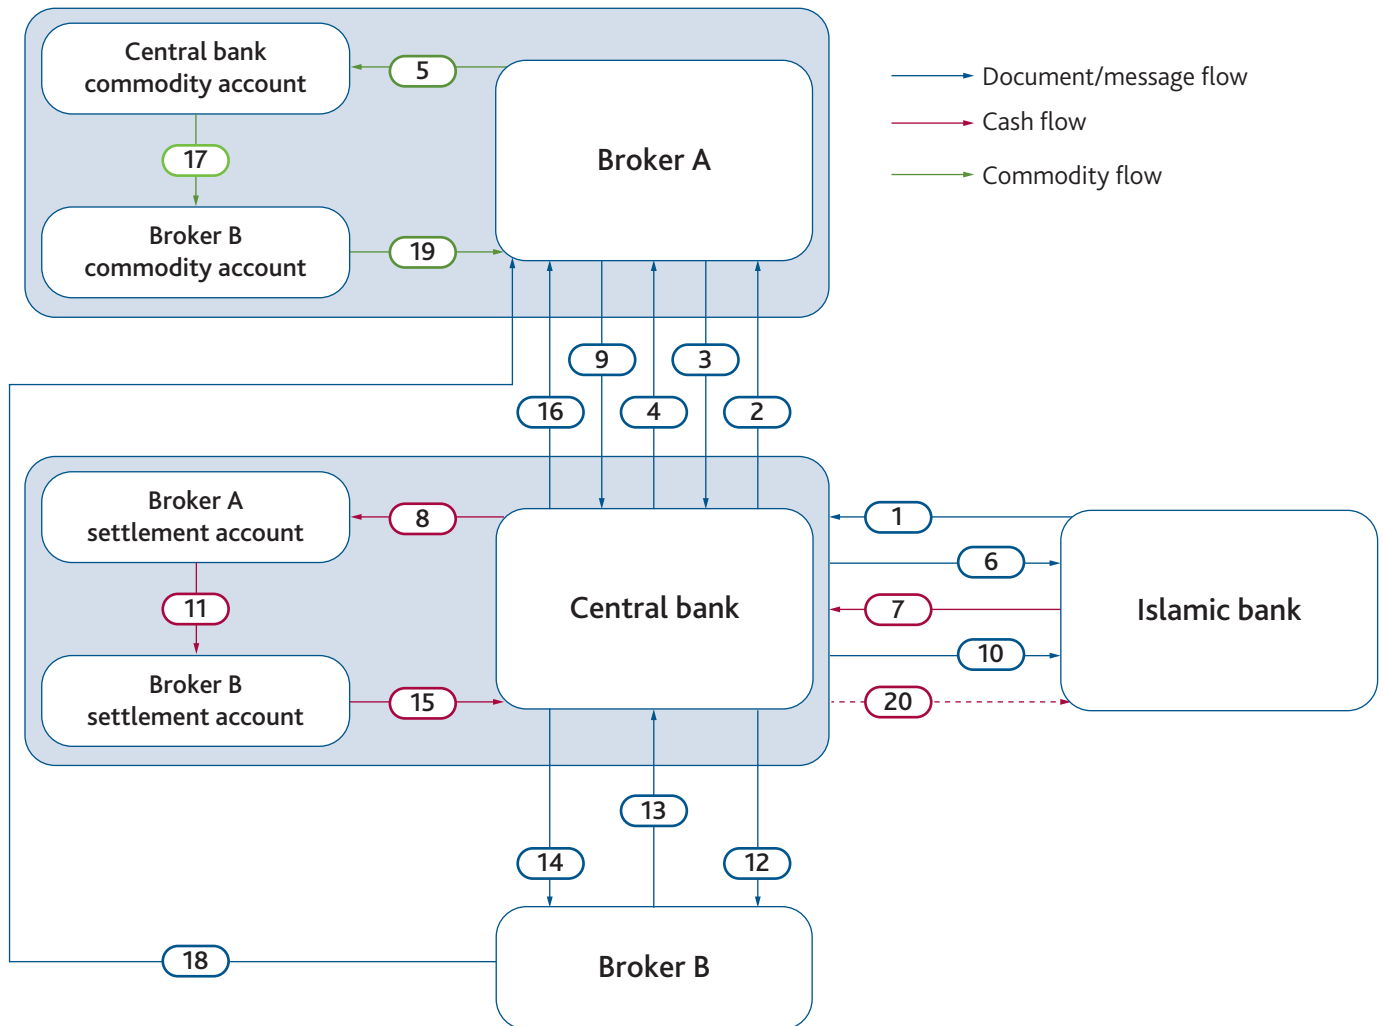 Central bank
commodity account
5
Broker A
17
Broker B
commodity account
19
Document/message flow
Cash flow
Commodity flow
9
3
16
4
2
Broker A
settlement account
8
11
Broker B
settlement account
15
Central bank
1
6
7
10
20
Islamic bank
13
14
12
18
Broker B